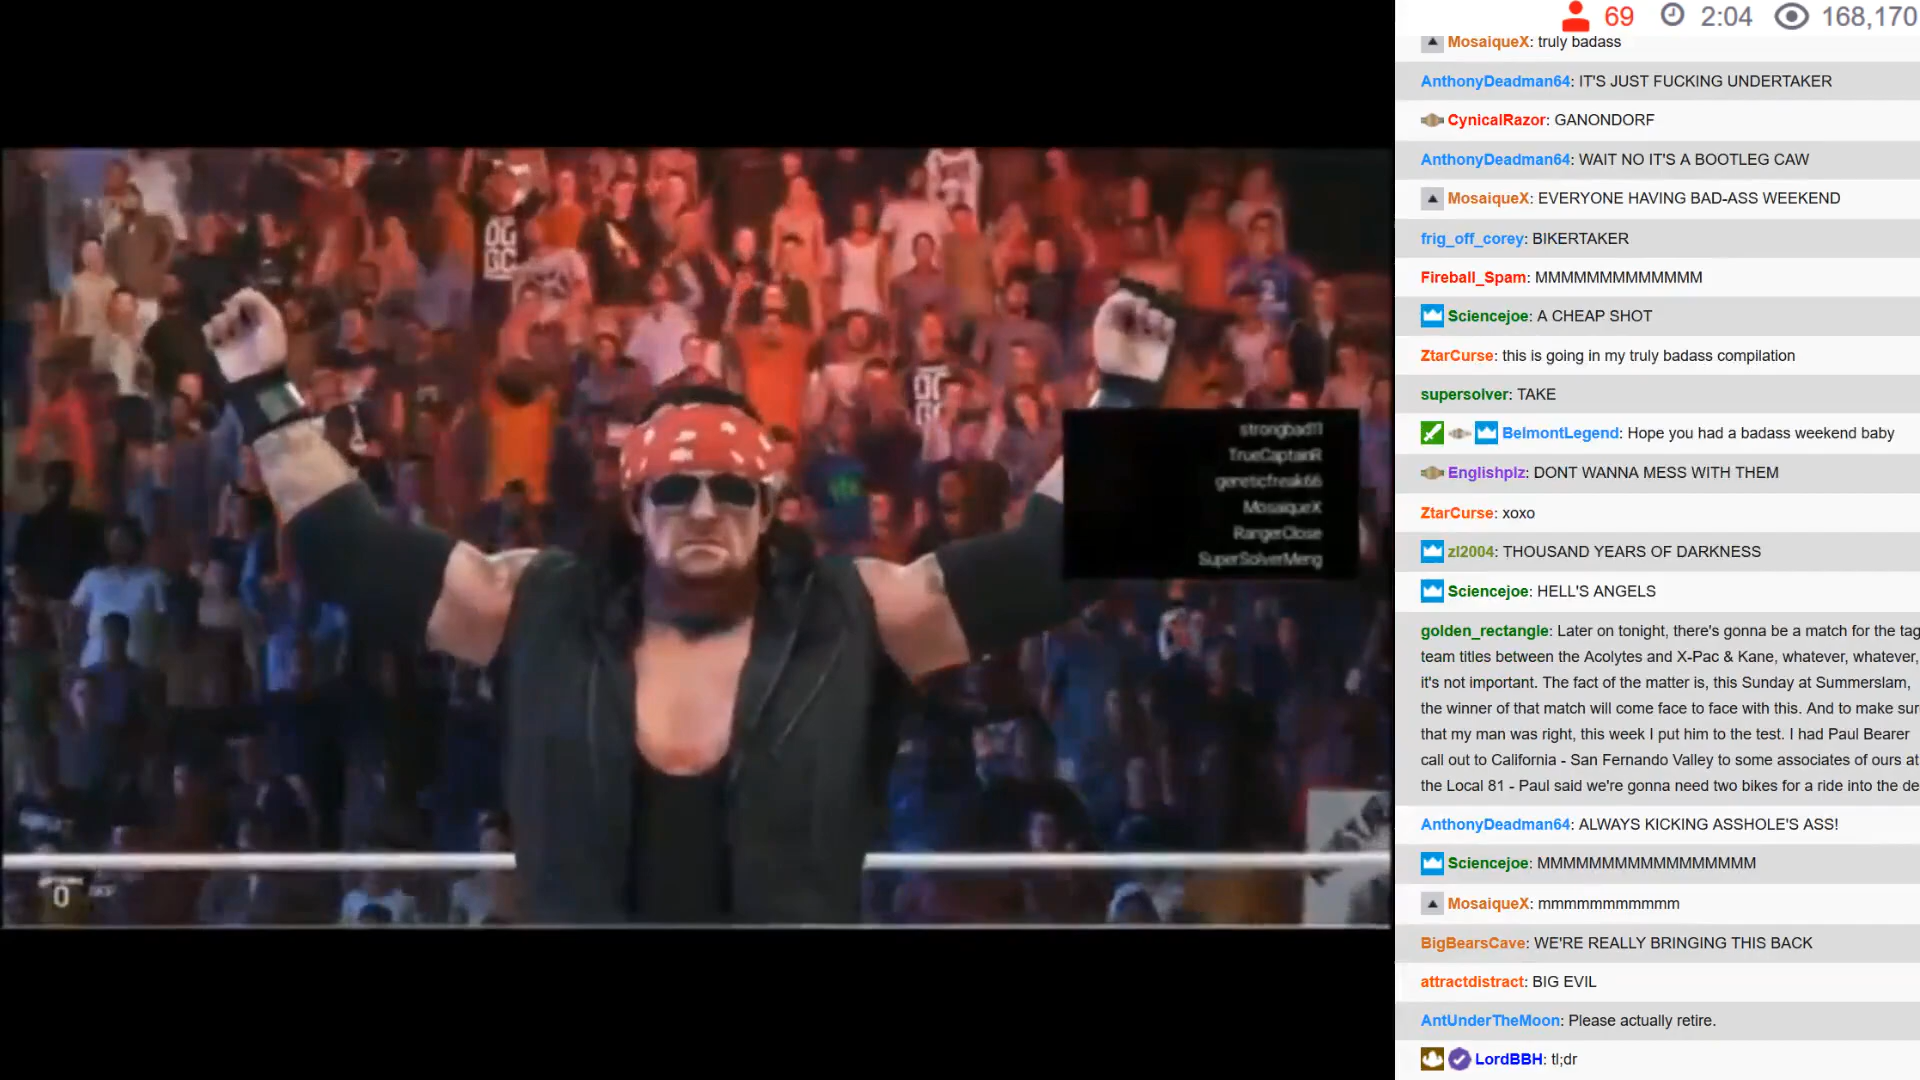 69 2:04 168,170
MosaiqueX: truly badass
AnthonyDeadman64: IT'S JUST FUCKING UNDERTAKER
CynicalRazor: GANONDORF
AnthonyDeadman64: WAIT NO IT'S A BOOTLEG CAW
MosaiqueX: EVERYONE HAVING BAD-ASS WEEKEND
frig_off_corey: BIKERTAKER
Fireball_Spam: MMMMMMMMMMMMM
Sciencejoe: A CHEAP SHOT
ZtarCurse: this is going in my truly badass compilation
supersolver: TAKE
BelmontLegend: Hope you had a badass weekend baby
Englishplz: DONT WANNA MESS WITH THEM
ZtarCurse: xoxo
zl2004: THOUSAND YEARS OF DARKNESS
Sciencejoe: HELL'S ANGELS
golden_rectangle: Later on tonight, there's gonna be a match for the tag
team titles between the Acolytes and X-Pac & Kane, whatever, whatever,
it's not important. The fact of the matter is, this Sunday at Summerslam,
the winner of that match will come face to face with this. And to make sur
that my man was right, this week I put him to the test. I had Paul Bearer
call out to California - San Fernando Valley to some associates of ours at
the Local 81 - Paul said we're gonna need two bikes for a ride into the de
AnthonyDeadman64: ALWAYS KICKING ASSHOLE'S ASS!
Sciencejoe: MMMMMMMMMMMMMMMMM
MosaiqueX: mmmmmmmmmmm
BigBearsCave: WE'RE REALLY BRINGING THIS BACK
attractdistract: BIG EVIL
AntUnderTheMoon: Please actually retire.
LordBBH: tl;dr
strongbad11
TrueCaptainR
geneticfreak66
MosaiqueX
RangerClose
SuperSolverMeng
OG
OG